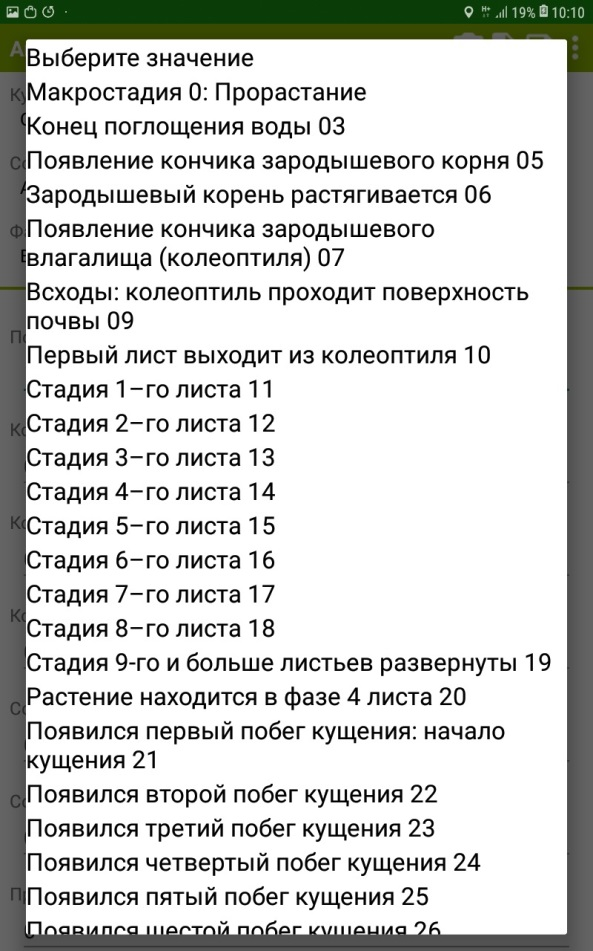 19% 10:10
Выберите значение
Макростадия 0: Прорастание
Конец поглощения воды 03
Появление кончика зародышевого корня 05
Зародышевый корень растягивается 06
Появление кончика зародышевого
влагалища (колеоптиля) 07
Всходы: колеоптиль проходит поверхность
почвы 09
Первый лист выходит из колеоптиля 10
Стадия 1–го листа 11
Стадия 2–го листа 12
Стадия 3–го листа 13
Стадия 4–го листа 14
Стадия 5–го листа 15
Стадия 6–го листа 16
Стадия 7–го листа 17
Стадия 8–го листа 18
Стадия 9-го и больше листьев развернуты 19
Растение находится в фазе 4 листа 20
Появился первый побег кущения: начало
кущения 21
Появился второй побег кущения 22
Появился третий побег кущения 23
Появился четвертый побег кущения 24
Появился пятый побег кущения 25
Появился шестой побег кущения 26